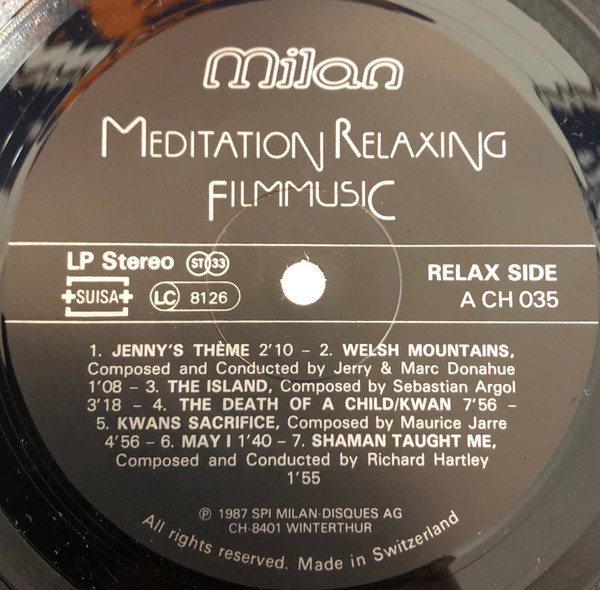 milan
MEDITATION RELAXING
FILMMUSIC
LP Stereo ST 33
SUISA LC 8126
RELAX SIDE
A CH 035
1. JENNY'S THÈME 2'10 – 2. WELSH MOUNTAINS,
Composed and Conducted by Jerry & Marc Donahue
1'08 – 3. THE ISLAND, Composed by Sebastian Argol
3'18 – 4. THE DEATH OF A CHILD/KWAN 7'56 –
5. KWANS SACRIFICE, Composed by Maurice Jarre
4'56 – 6. MAY I 1'40 – 7. SHAMAN TAUGHT ME,
Composed and Conducted by Richard Hartley
1'55
℗ 1987 SPI MILAN-DISQUES AG
CH-8401 WINTERTHUR
All rights reserved. Made in Switzerland